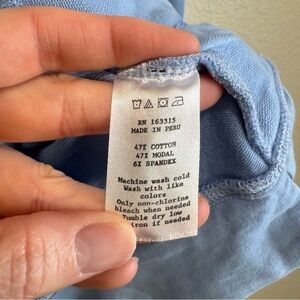 RN 163315
MADE IN PERU
47% COTTON
47% MODAL
6% SPANDEX
Machine wash cold
Wash with like
colors
Only non-chlorine
bleach when needed
Tumble dry low
iron if needed